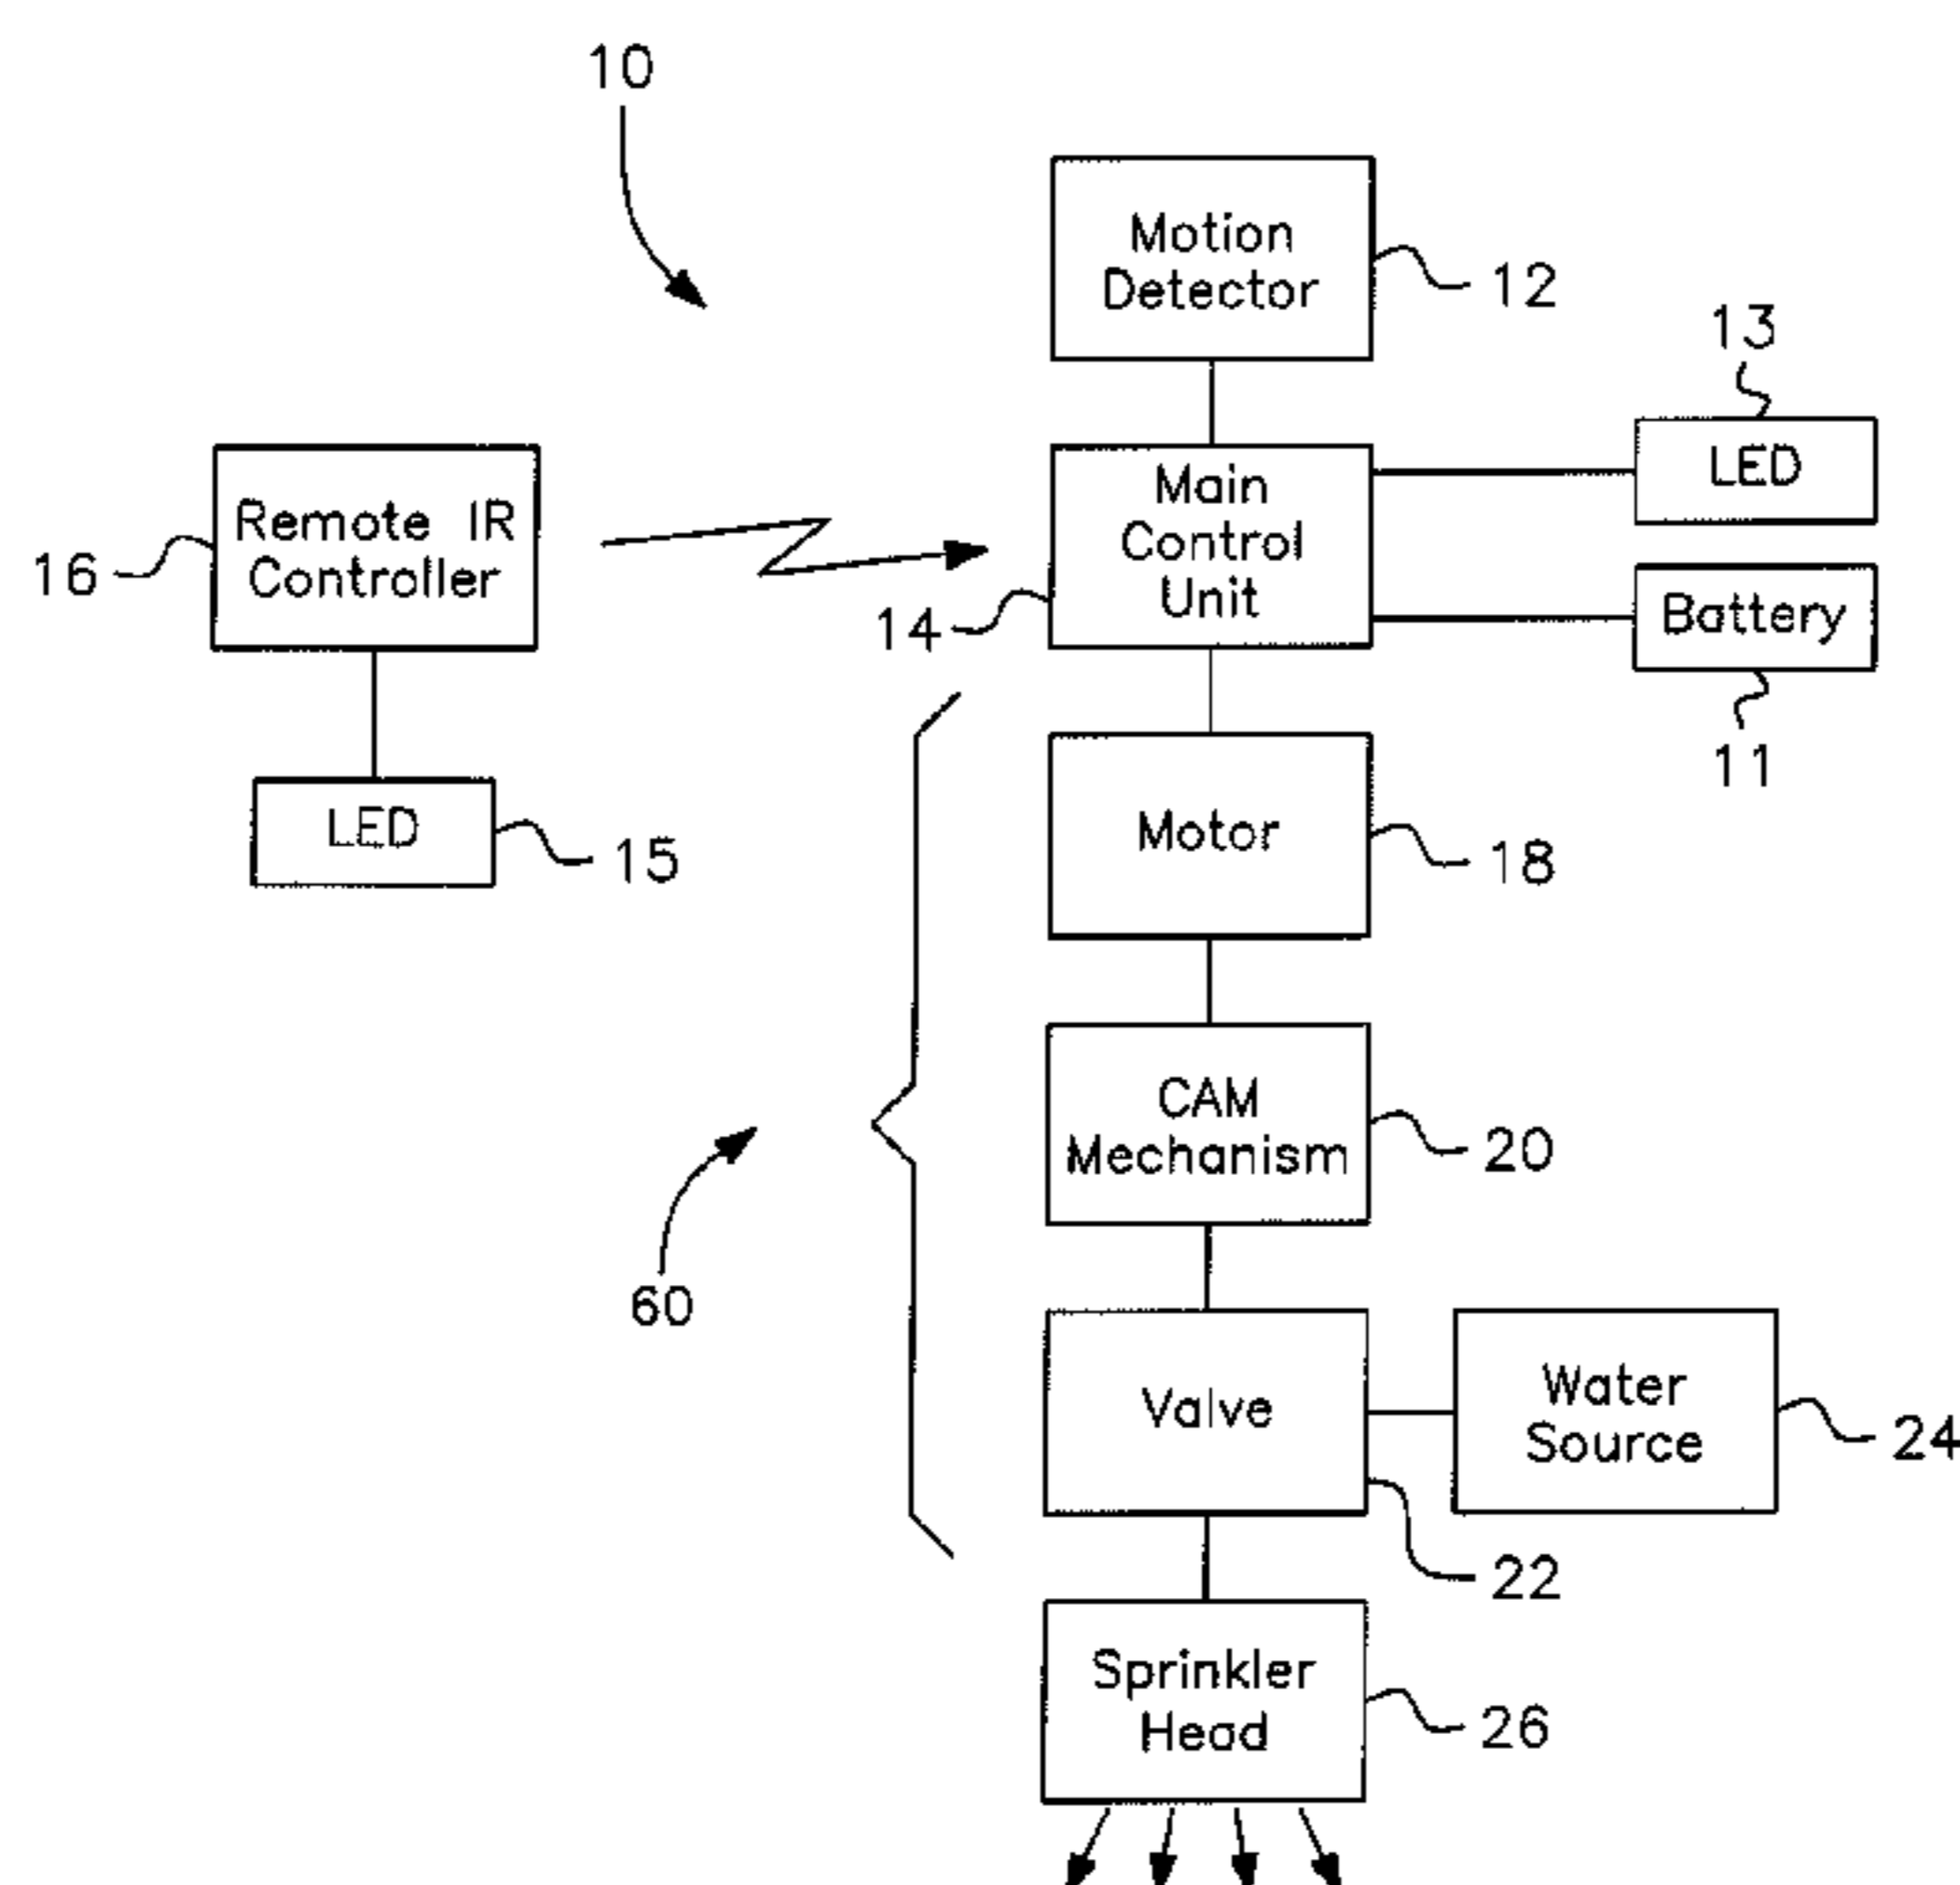 10
Motion
Detector
12
13
LED
Remote IR
Controller
16
Main
Control
Unit
14
Battery
11
LED
15
Motor
18
CAM
Mechanism
20
60
Valve
22
Water
Source
24
Sprinkler
Head
26